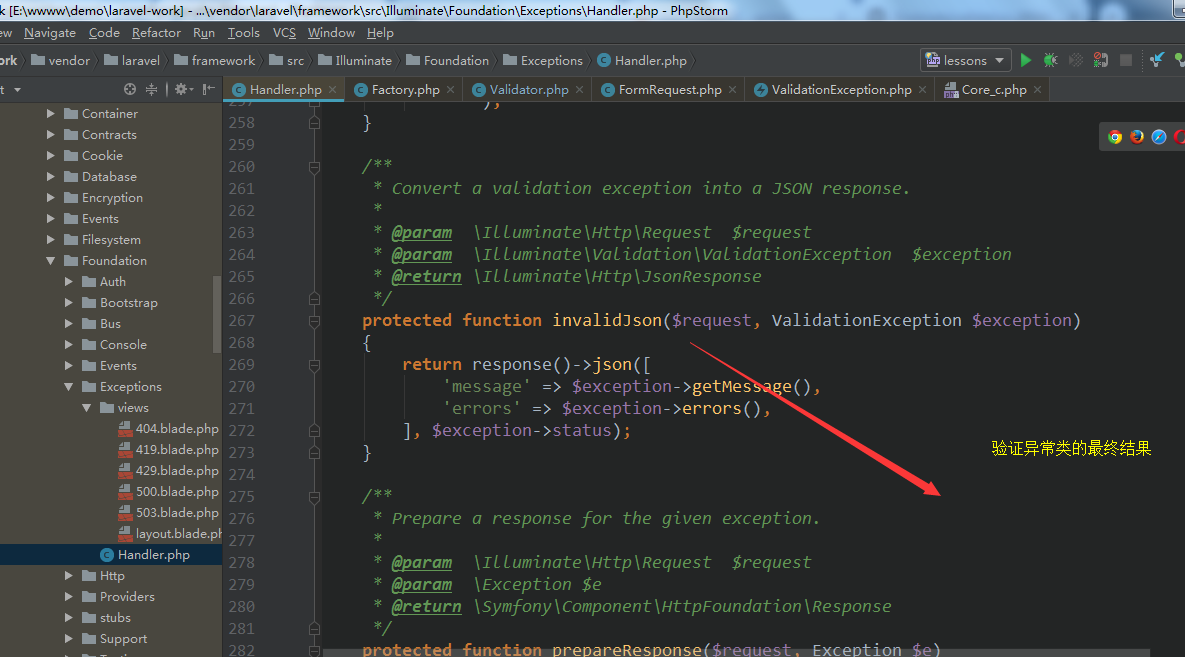 k [E:\wwww\demo\laravel-work] - ...\vendor\laravel\framework\src\Illuminate\Foundation\Exceptions\Handler.php - PhpStorm
ew Navigate Code Refactor Run Tools VCS Window Help
ork vendor laravel framework src Illuminate Foundation Exceptions Handler.php lessons
t Handler.php Factory.php Validator.php FormRequest.php ValidationException.php Core_c.php
Container
Contracts
Cookie
Database
Encryption
Events
Filesystem
Foundation
Auth
Bootstrap
Bus
Console
Events
Exceptions
views
404.blade.php
419.blade.php
429.blade.php
500.blade.php
503.blade.php
layout.blade.ph
Handler.php
Http
Providers
stubs
Support
257 );
258 }
259
260 /**
261 * Convert a validation exception into a JSON response.
262 *
263 * @param \Illuminate\Http\Request $request
264 * @param \Illuminate\Validation\ValidationException $exception
265 * @return \Illuminate\Http\JsonResponse
266 */
267 protected function invalidJson($request, ValidationException $exception)
268 {
269 return response()->json([
270 'message' => $exception->getMessage(),
271 'errors' => $exception->errors(),
272 ], $exception->status);
273 }
274
275 /**
276 * Prepare a response for the given exception.
277 *
278 * @param \Illuminate\Http\Request $request
279 * @param \Exception $e
280 * @return \Symfony\Component\HttpFoundation\Response
281 */
282 protected function prepareResponse($request, Exception $e)
验证异常类的最终结果